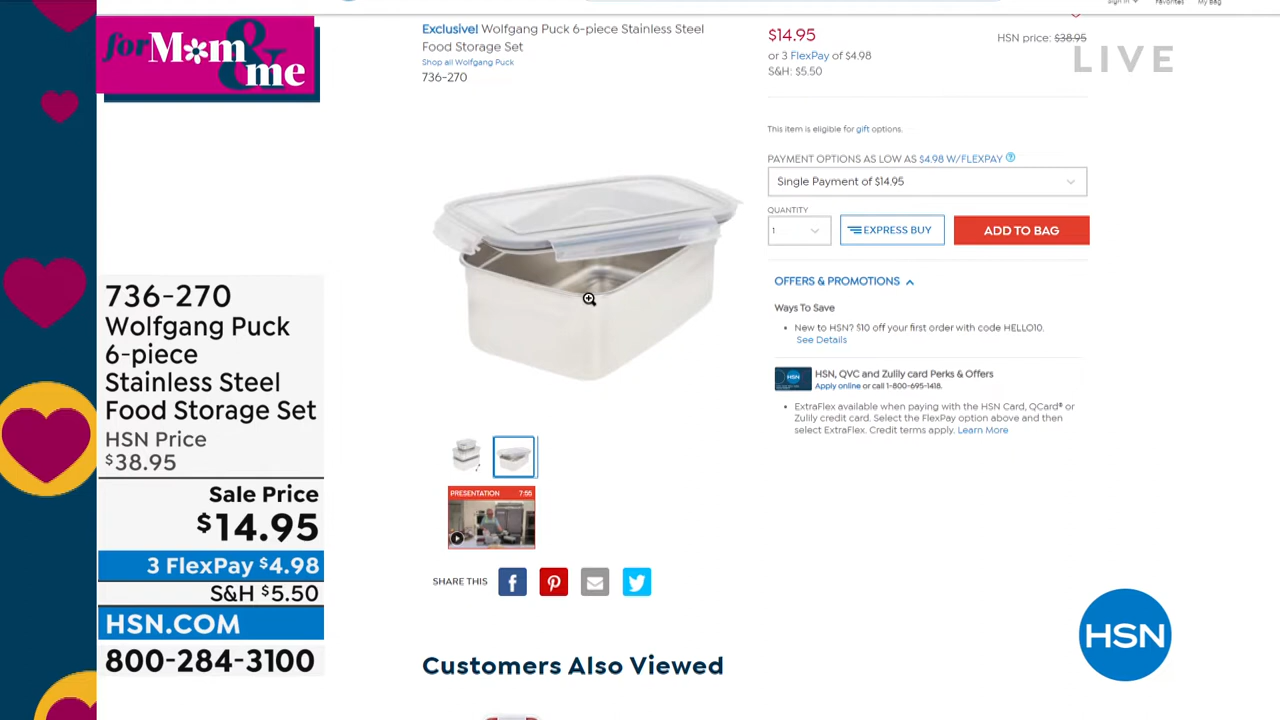 Sign In
Favorites
My Bag
for Mom
& me
736-270
Wolfgang Puck
6-piece
Stainless Steel
Food Storage Set
HSN Price
$38.95
Sale Price
$14.95
3 FlexPay $4.98
S&H $5.50
HSN.COM
800-284-3100
Exclusive! Wolfgang Puck 6-piece Stainless Steel
Food Storage Set
Shop all Wolfgang Puck
736-270
PRESENTATION 7:56
SHARE THIS
Customers Also Viewed
$14.95
HSN price: $38.95
or 3 FlexPay of $4.98
S&H: $5.50
LIVE
This item is eligible for gift options.
PAYMENT OPTIONS AS LOW AS $4.98 W/FLEXPAY ?
Single Payment of $14.95
QUANTITY
1
EXPRESS BUY
ADD TO BAG
OFFERS & PROMOTIONS
Ways To Save
• New to HSN? $10 off your first order with code HELLO10.
See Details
HSN
HSN, QVC and Zulily card Perks & Offers
Apply online or call 1-800-695-1418.
• ExtraFlex available when paying with the HSN Card, QCard® or
Zulily credit card. Select the FlexPay option above and then
select ExtraFlex. Credit terms apply. Learn More
HSN